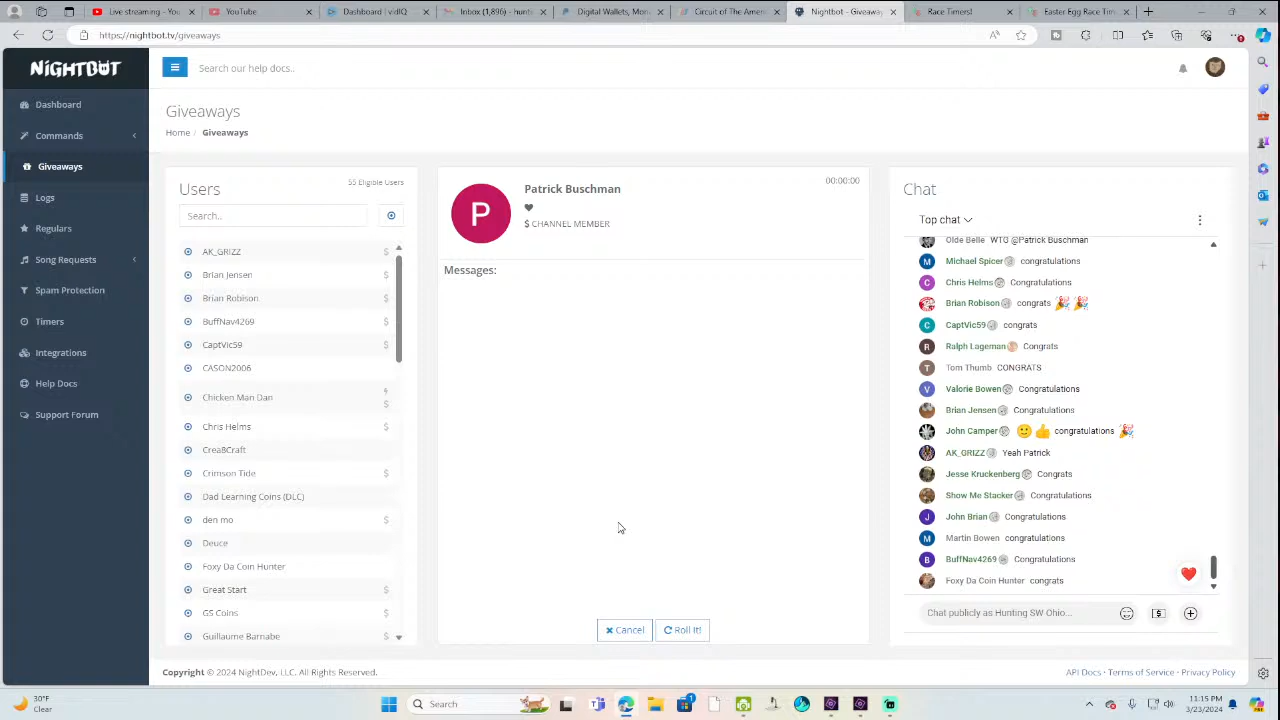 Live streaming - YouTu
YouTube
Dashboard | vidIQ
Inbox (1,896) - hunts
Digital Wallets, Mon
Circuit of The Ameri
Nightbot - Giveaway
Race Timers!
Easter Egg Race Tim
https://nightbot.tv/giveaways
NIGHTBOT
Search our help docs..
Dashboard
Commands
Giveaways
Logs
Regulars
Song Requests
Spam Protection
Timers
Integrations
Help Docs
Support Forum
Giveaways
Home / Giveaways
Users
55 Eligible Users
Search..
AK_GRIZZ $
Brian Jensen $
Brian Robison $
BuffNav4269 $
CaptVic59 $
CASON2006
Chicken Man Dan $
Chris Helms $
Crea8Craft
Crimson Tide $
Dad Learning Coins (DLC)
den mo $
Deuce
Foxy Da Coin Hunter
Great Start $
GS Coins $
Guillaume Barnabe $
P
Patrick Buschman
00:00:00
$ CHANNEL MEMBER
Messages:
Cancel
Roll It!
Chat
Top chat
Olde Belle WTG @Patrick Buschman
Michael Spicer congratulations
Chris Helms Congratulations
Brian Robison congrats 🎉🎉
CaptVic59 congrats
Ralph Lageman Congrats
Tom Thumb CONGRATS
Valorie Bowen Congratulations
Brian Jensen Congratulations
John Camper 🙂👍 congratulations 🎉
AK_GRIZZ Yeah Patrick
Jesse Kruckenberg Congrats
Show Me Stacker Congratulations
John Brian Congratulations
Martin Bowen congratulations
BuffNav4269 Congratulations
Foxy Da Coin Hunter congrats
Chat publicly as Hunting SW Ohio...
Copyright © 2024 NightDev, LLC. All Rights Reserved.
API Docs · Terms of Service · Privacy Policy
30°F
Clear
Search
11:15 PM
3/23/2024